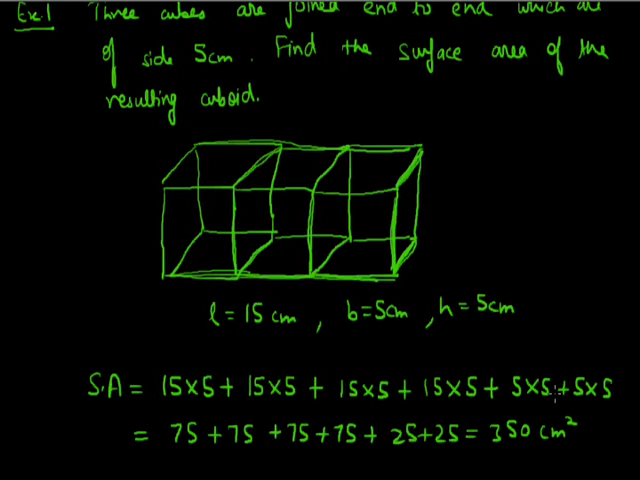 Ex.1 Three cubes are joined end to end which are
of side 5cm. Find the surface area of the
resulting cuboid.
l = 15 cm , b=5cm , h = 5cm
S.A = 15×5 + 15×5 + 15×5 + 15×5 + 5×5 + 5×5
= 75 + 75 + 75 + 75 + 25+25 = 350 cm²